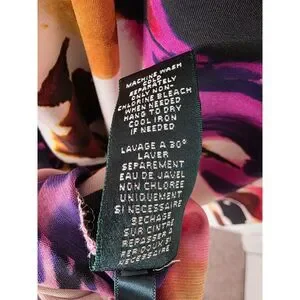 MACHINE WASH
COLD
SEPARATELY
ONLY NON-
CHLORINE BLEACH
WHEN NEEDED
HANG TO DRY
COOL IRON
IF NEEDED
LAVAGE A 30°
LAVER
SEPAREMENT
EAU DE JAVEL
NON CHLOREE
UNIQUEMENT
SI NECESSAIRE
SECHAGE
SUR CINTRE
REPASSER A
FER DOUX SI
NECESSAIRE